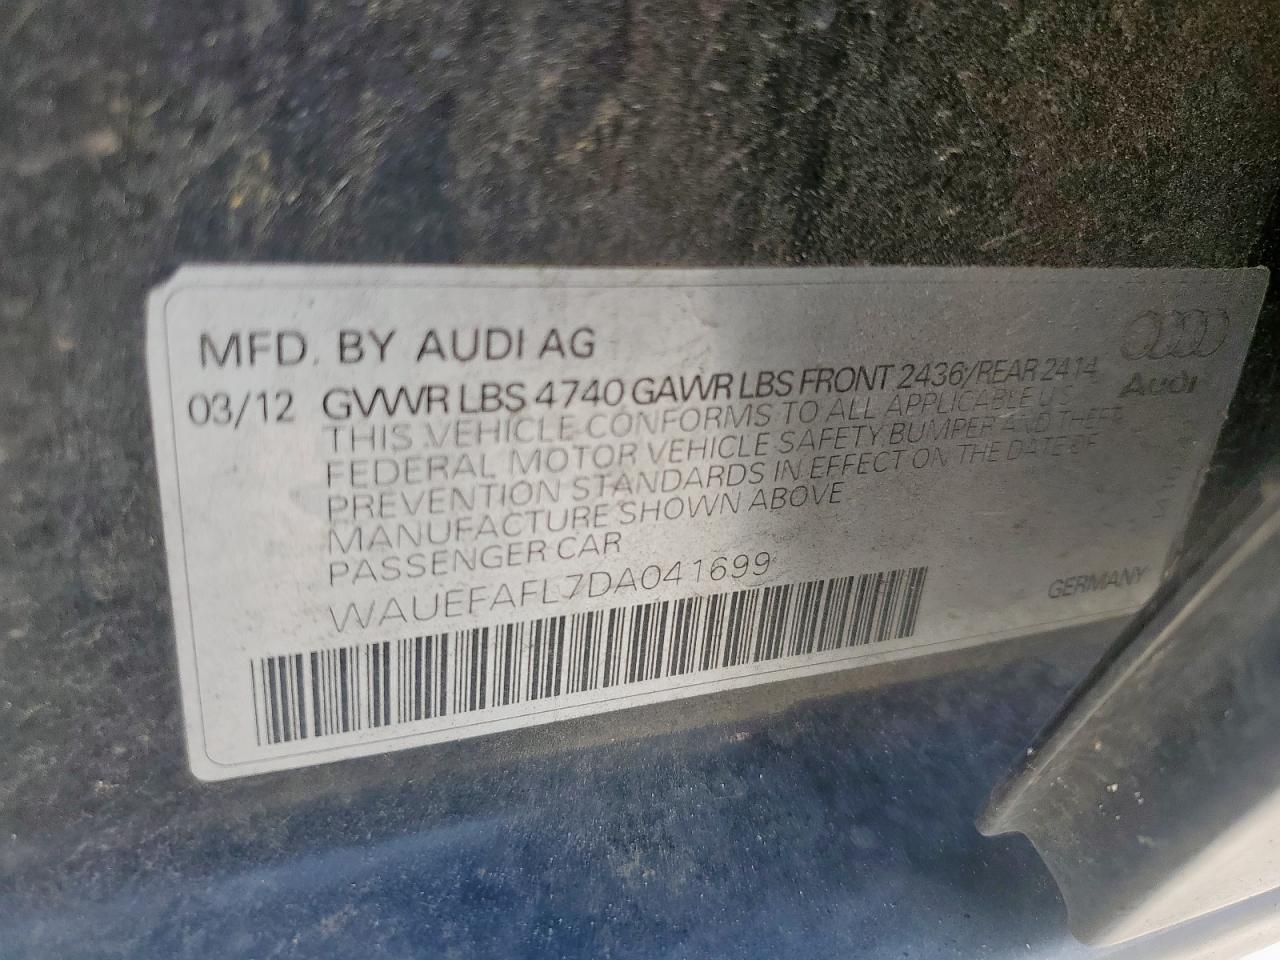 MFD. BY AUDI AG
03/12 GVWR LBS 4740 GAWR LBS FRONT 2436/REAR 2414
THIS VEHICLE CONFORMS TO ALL APPLICABLE U.S.
FEDERAL MOTOR VEHICLE SAFETY, BUMPER AND THEFT
PREVENTION STANDARDS IN EFFECT ON THE DATE OF
MANUFACTURE SHOWN ABOVE
PASSENGER CAR
WAUEFAFL7DA041699
Audi
GERMANY